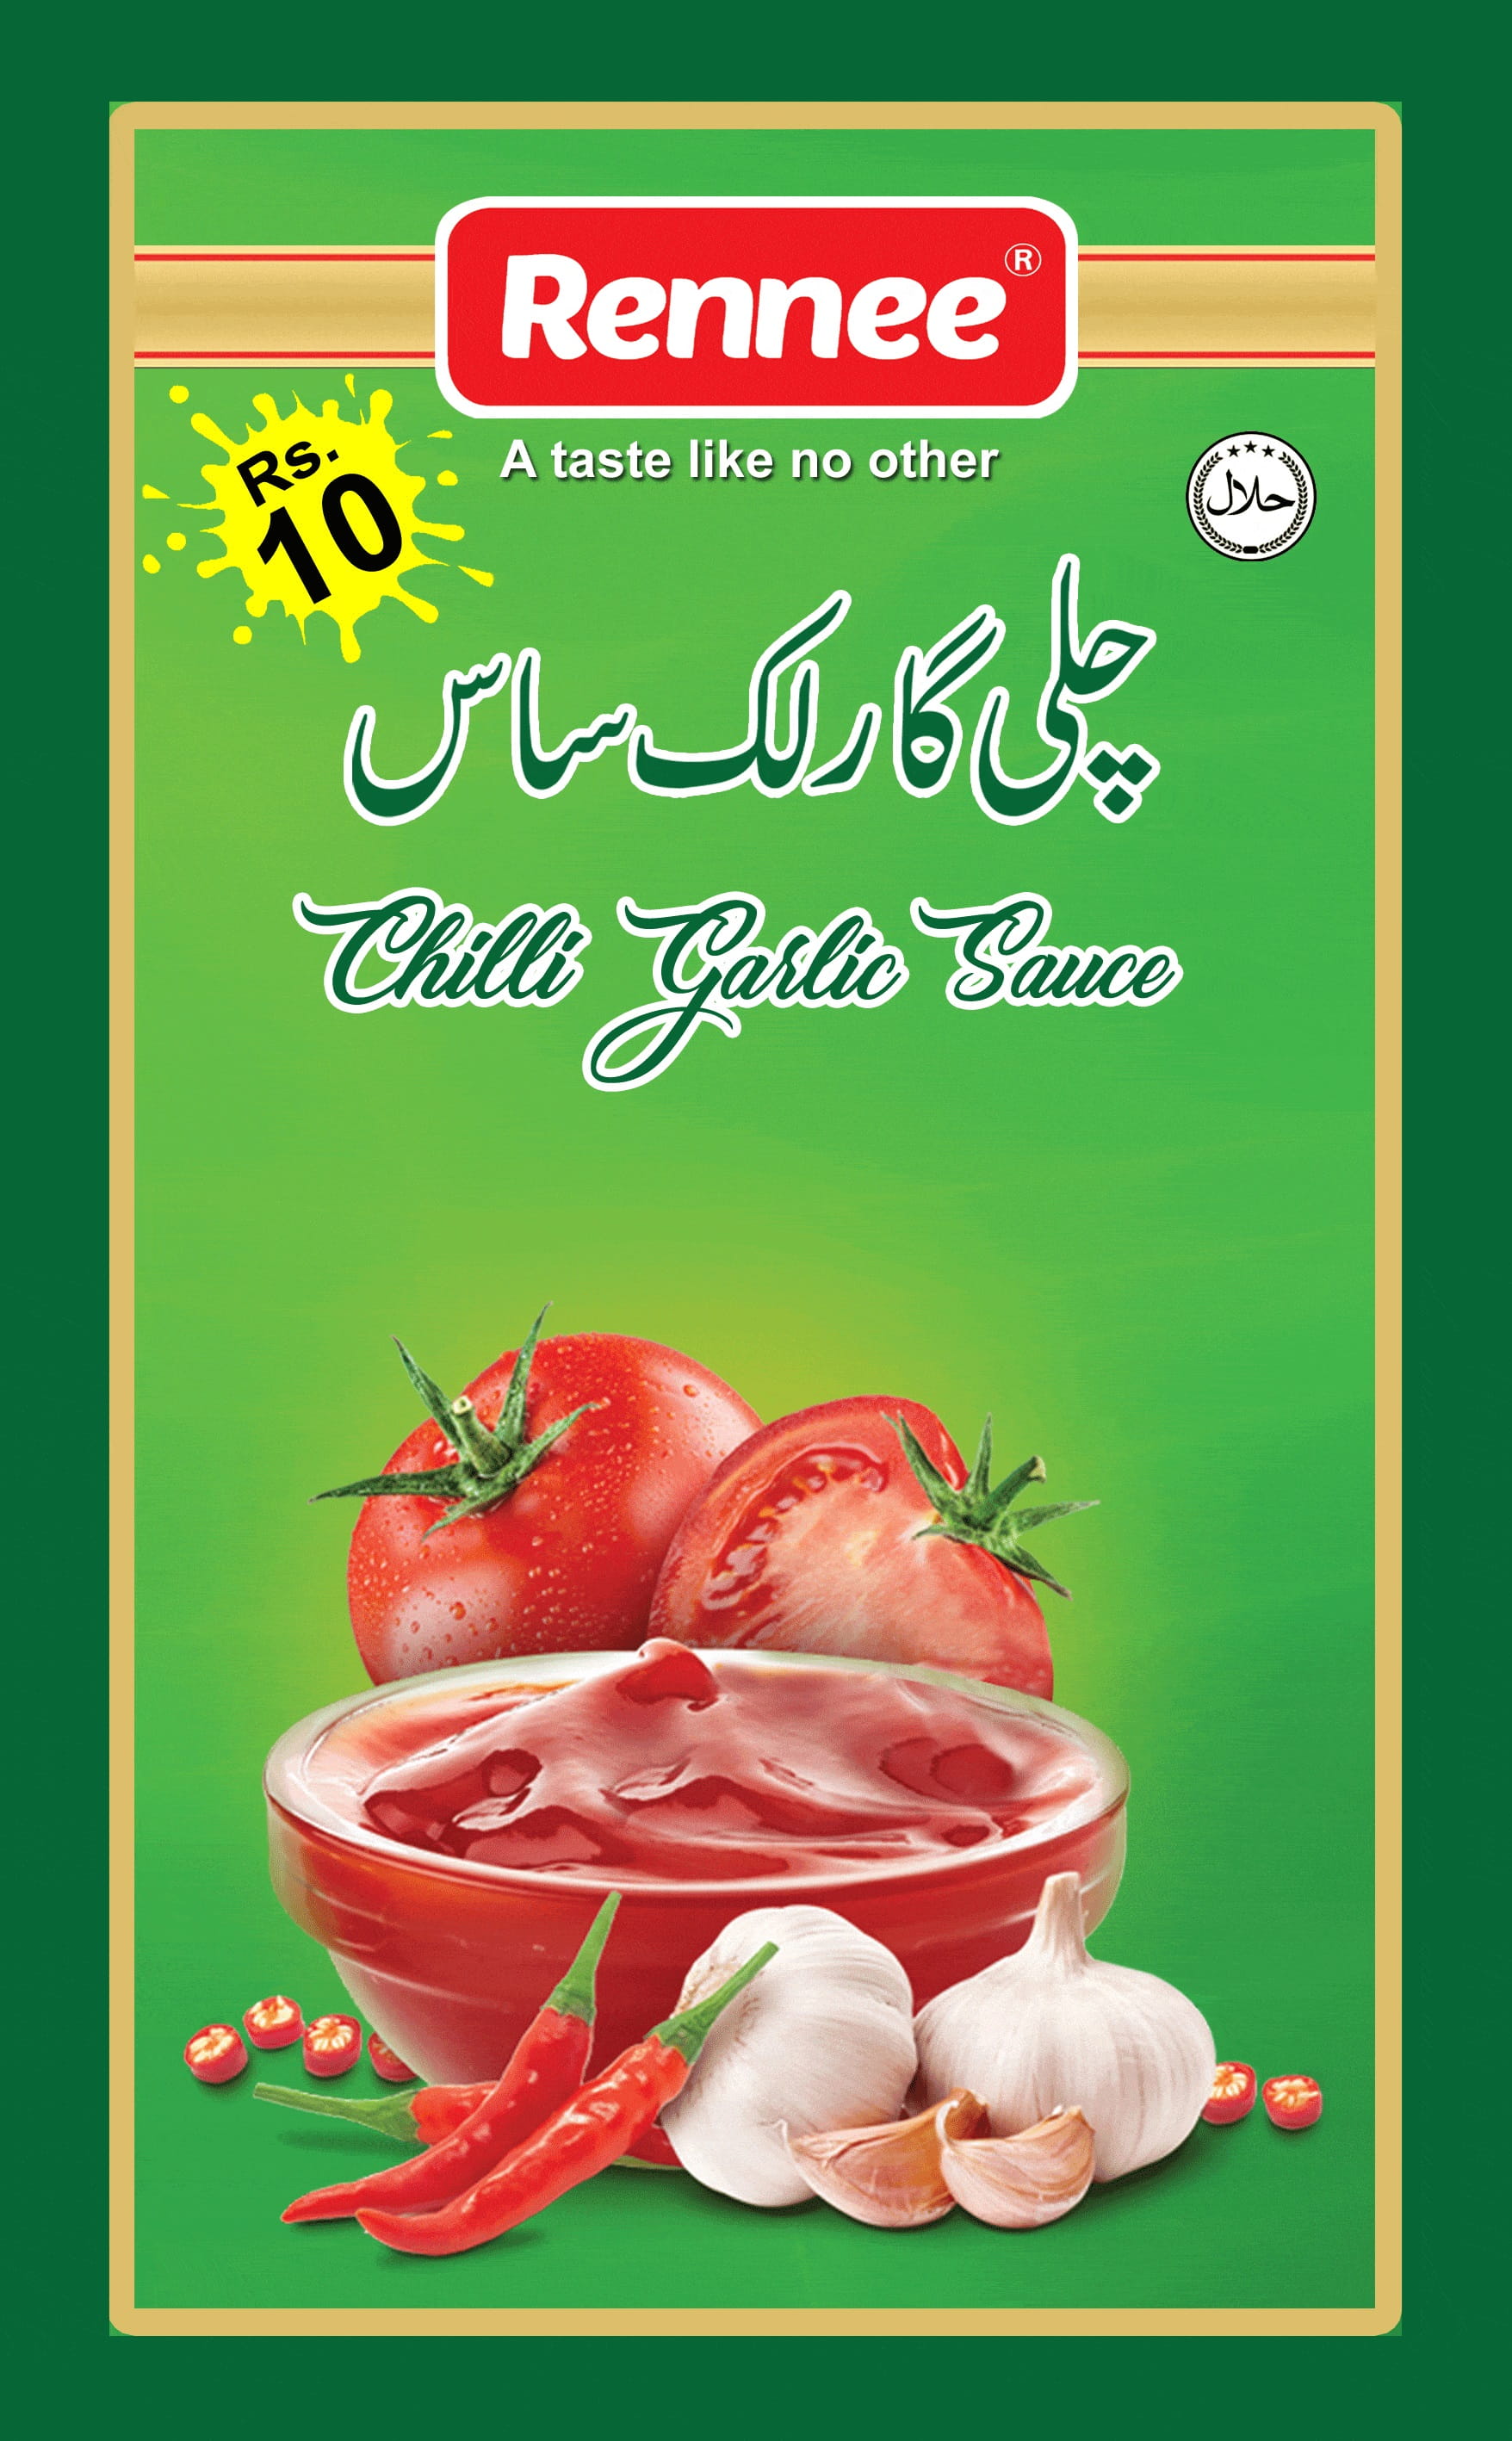 Rennee®
A taste like no other
Rs.
10
حلال
چلی گارلک ساس
Chilli Garlic Sauce